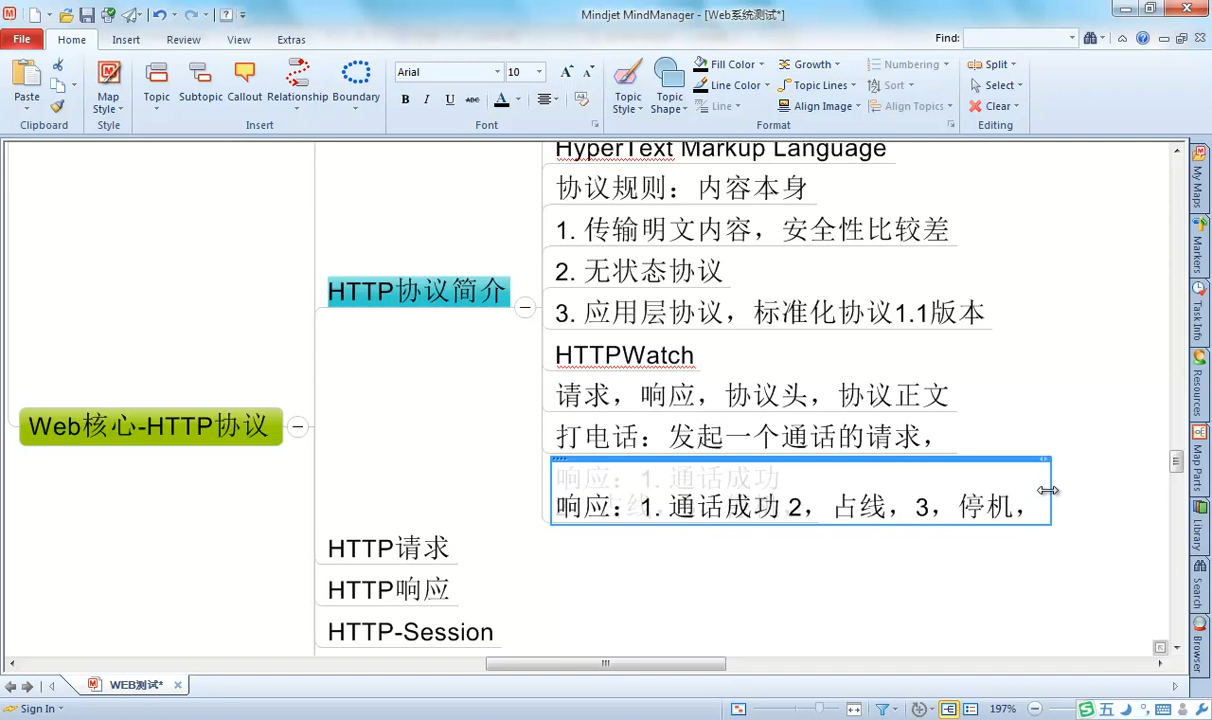 Mindjet MindManager - [Web系统测试*]
File Home Insert Review View Extras Find:
Paste Map Style Topic Subtopic Callout Relationship Boundary Arial 10 Topic Style Topic Shape Fill Color Growth Numbering Split
Line Color Topic Lines Sort Select
B I U abc A Line Align Image Align Topics Clear
Clipboard Style Insert Font Format Editing
HyperText Markup Language
协议规则：内容本身
1. 传输明文内容，安全性比较差
2. 无状态协议
HTTP协议简介
3. 应用层协议，标准化协议1.1版本
HTTPWatch
请求，响应，协议头，协议正文
Web核心-HTTP协议
打电话：发起一个通话的请求，
响应：1. 通话成功
响应：1. 通话成功 2，占线，3，停机，
HTTP请求
HTTP响应
HTTP-Session
My Maps
Markers
Task Info
Resources
Map Parts
Library
Search
Browser
WEB测试*
Sign In 197% 五